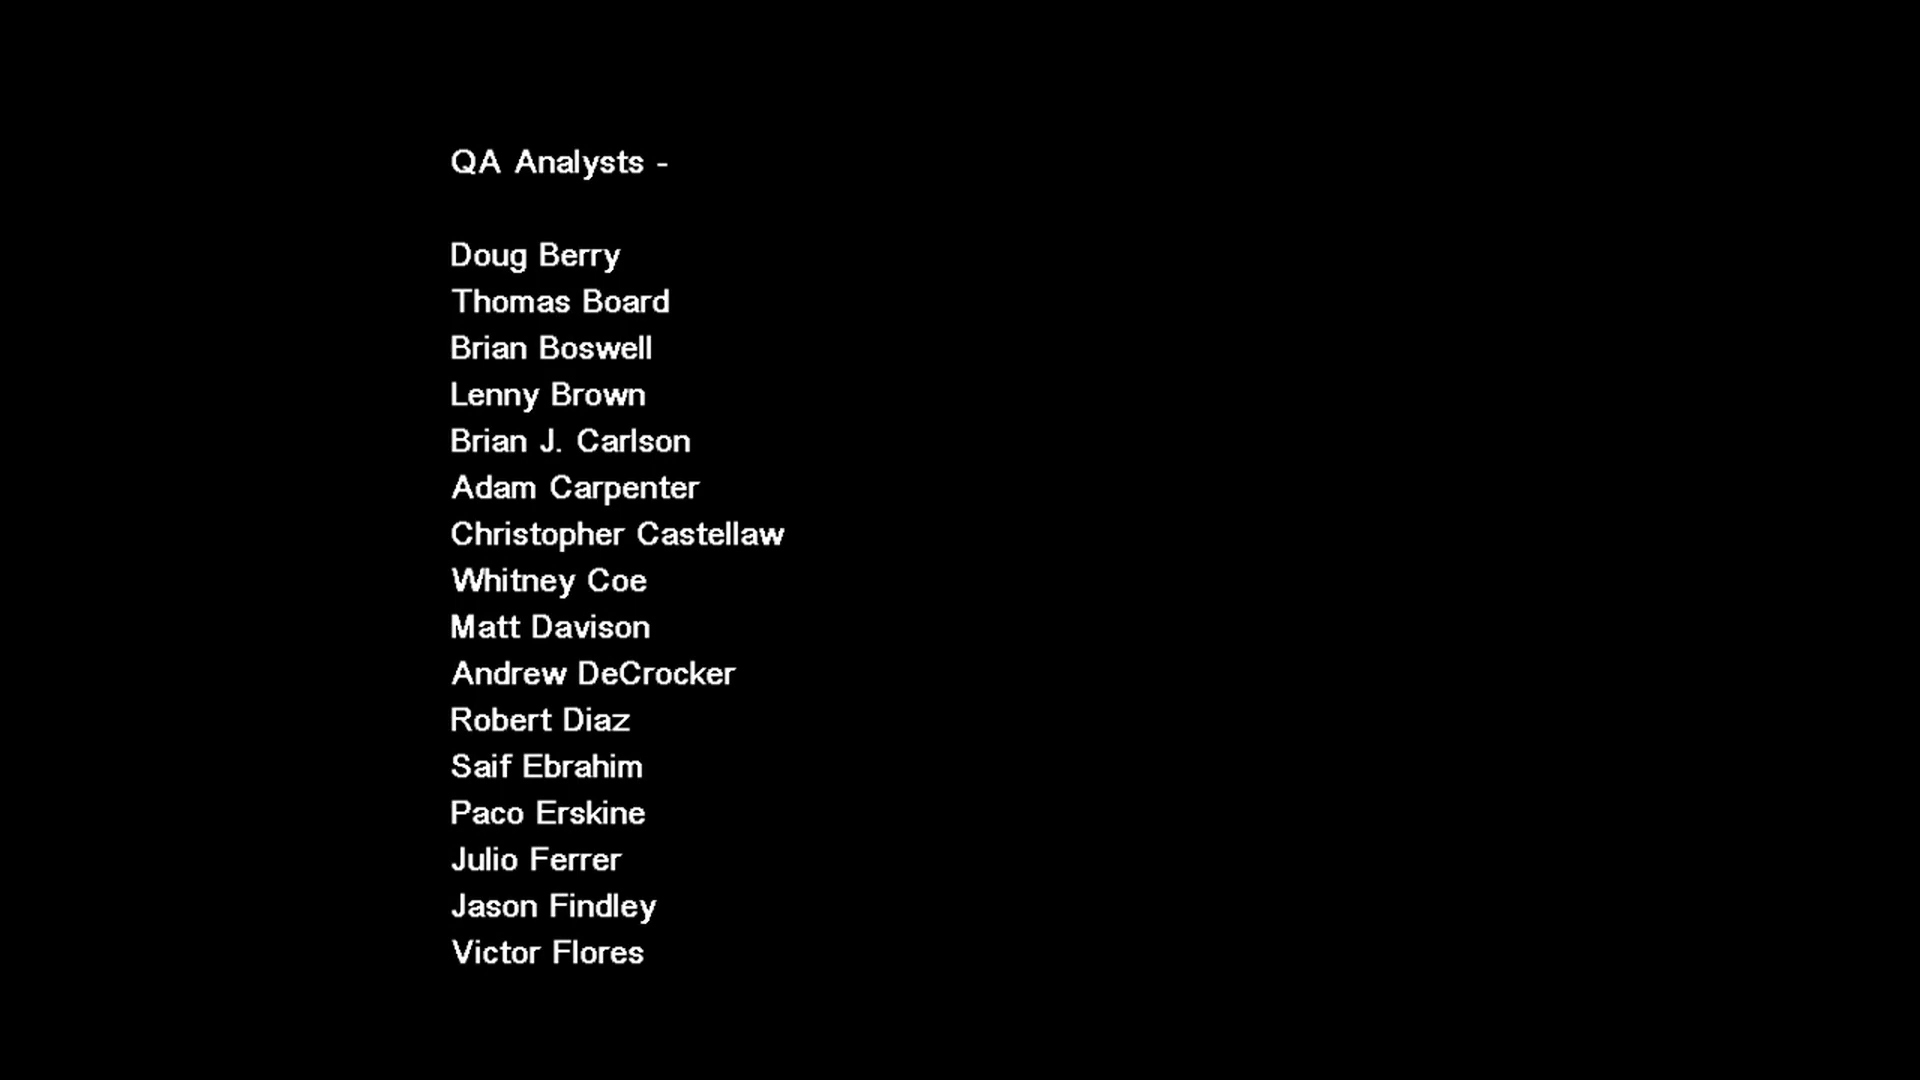 QA Analysts -
Doug Berry
Thomas Board
Brian Boswell
Lenny Brown
Brian J. Carlson
Adam Carpenter
Christopher Castellaw
Whitney Coe
Matt Davison
Andrew DeCrocker
Robert Diaz
Saif Ebrahim
Paco Erskine
Julio Ferrer
Jason Findley
Victor Flores